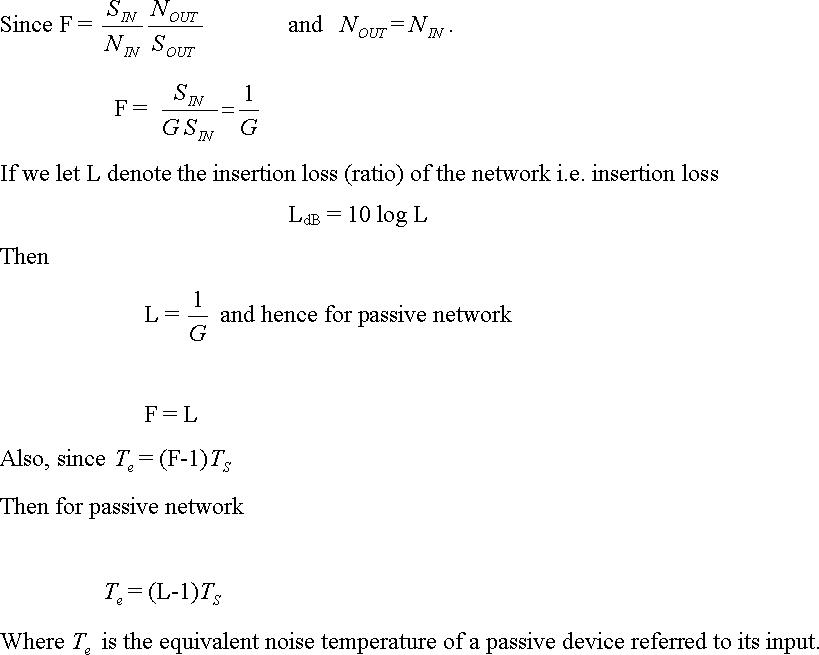 Since F = \frac{S_{IN}}{N_{IN}} \frac{N_{OUT}}{S_{OUT}} and N_{OUT} = N_{IN} .
F = \frac{S_{IN}}{G S_{IN}} = \frac{1}{G}
If we let L denote the insertion loss (ratio) of the network i.e. insertion loss
L_{dB} = 10 log L
Then
L = \frac{1}{G} and hence for passive network
F = L
Also, since T_e = (F-1)T_S
Then for passive network
T_e = (L-1)T_S
Where T_e is the equivalent noise temperature of a passive device referred to its input.